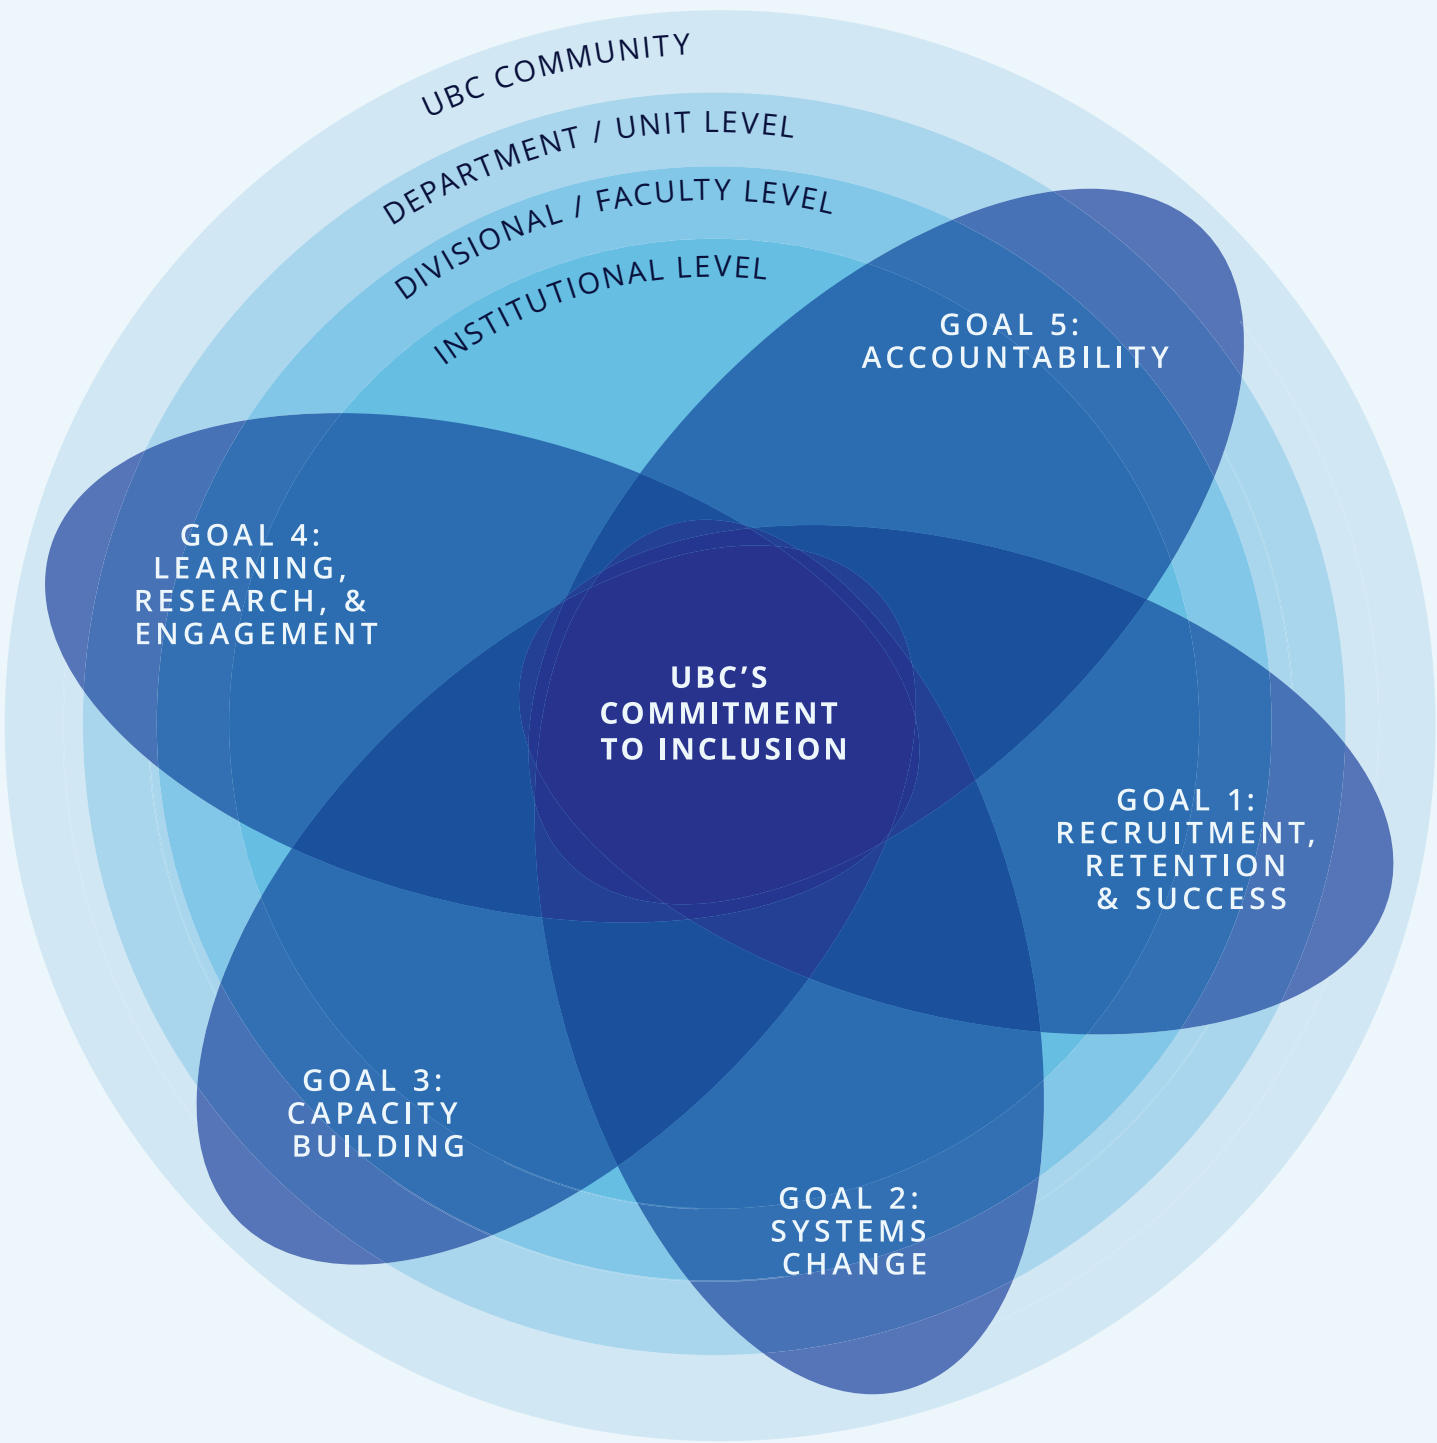 UBC COMMUNITY
DEPARTMENT / UNIT LEVEL
DIVISIONAL / FACULTY LEVEL
INSTITUTIONAL LEVEL
GOAL 5:
ACCOUNTABILITY
GOAL 4:
LEARNING,
RESEARCH, &
ENGAGEMENT
UBC’S
COMMITMENT
TO INCLUSION
GOAL 1:
RECRUITMENT,
RETENTION
& SUCCESS
GOAL 3:
CAPACITY
BUILDING
GOAL 2:
SYSTEMS
CHANGE